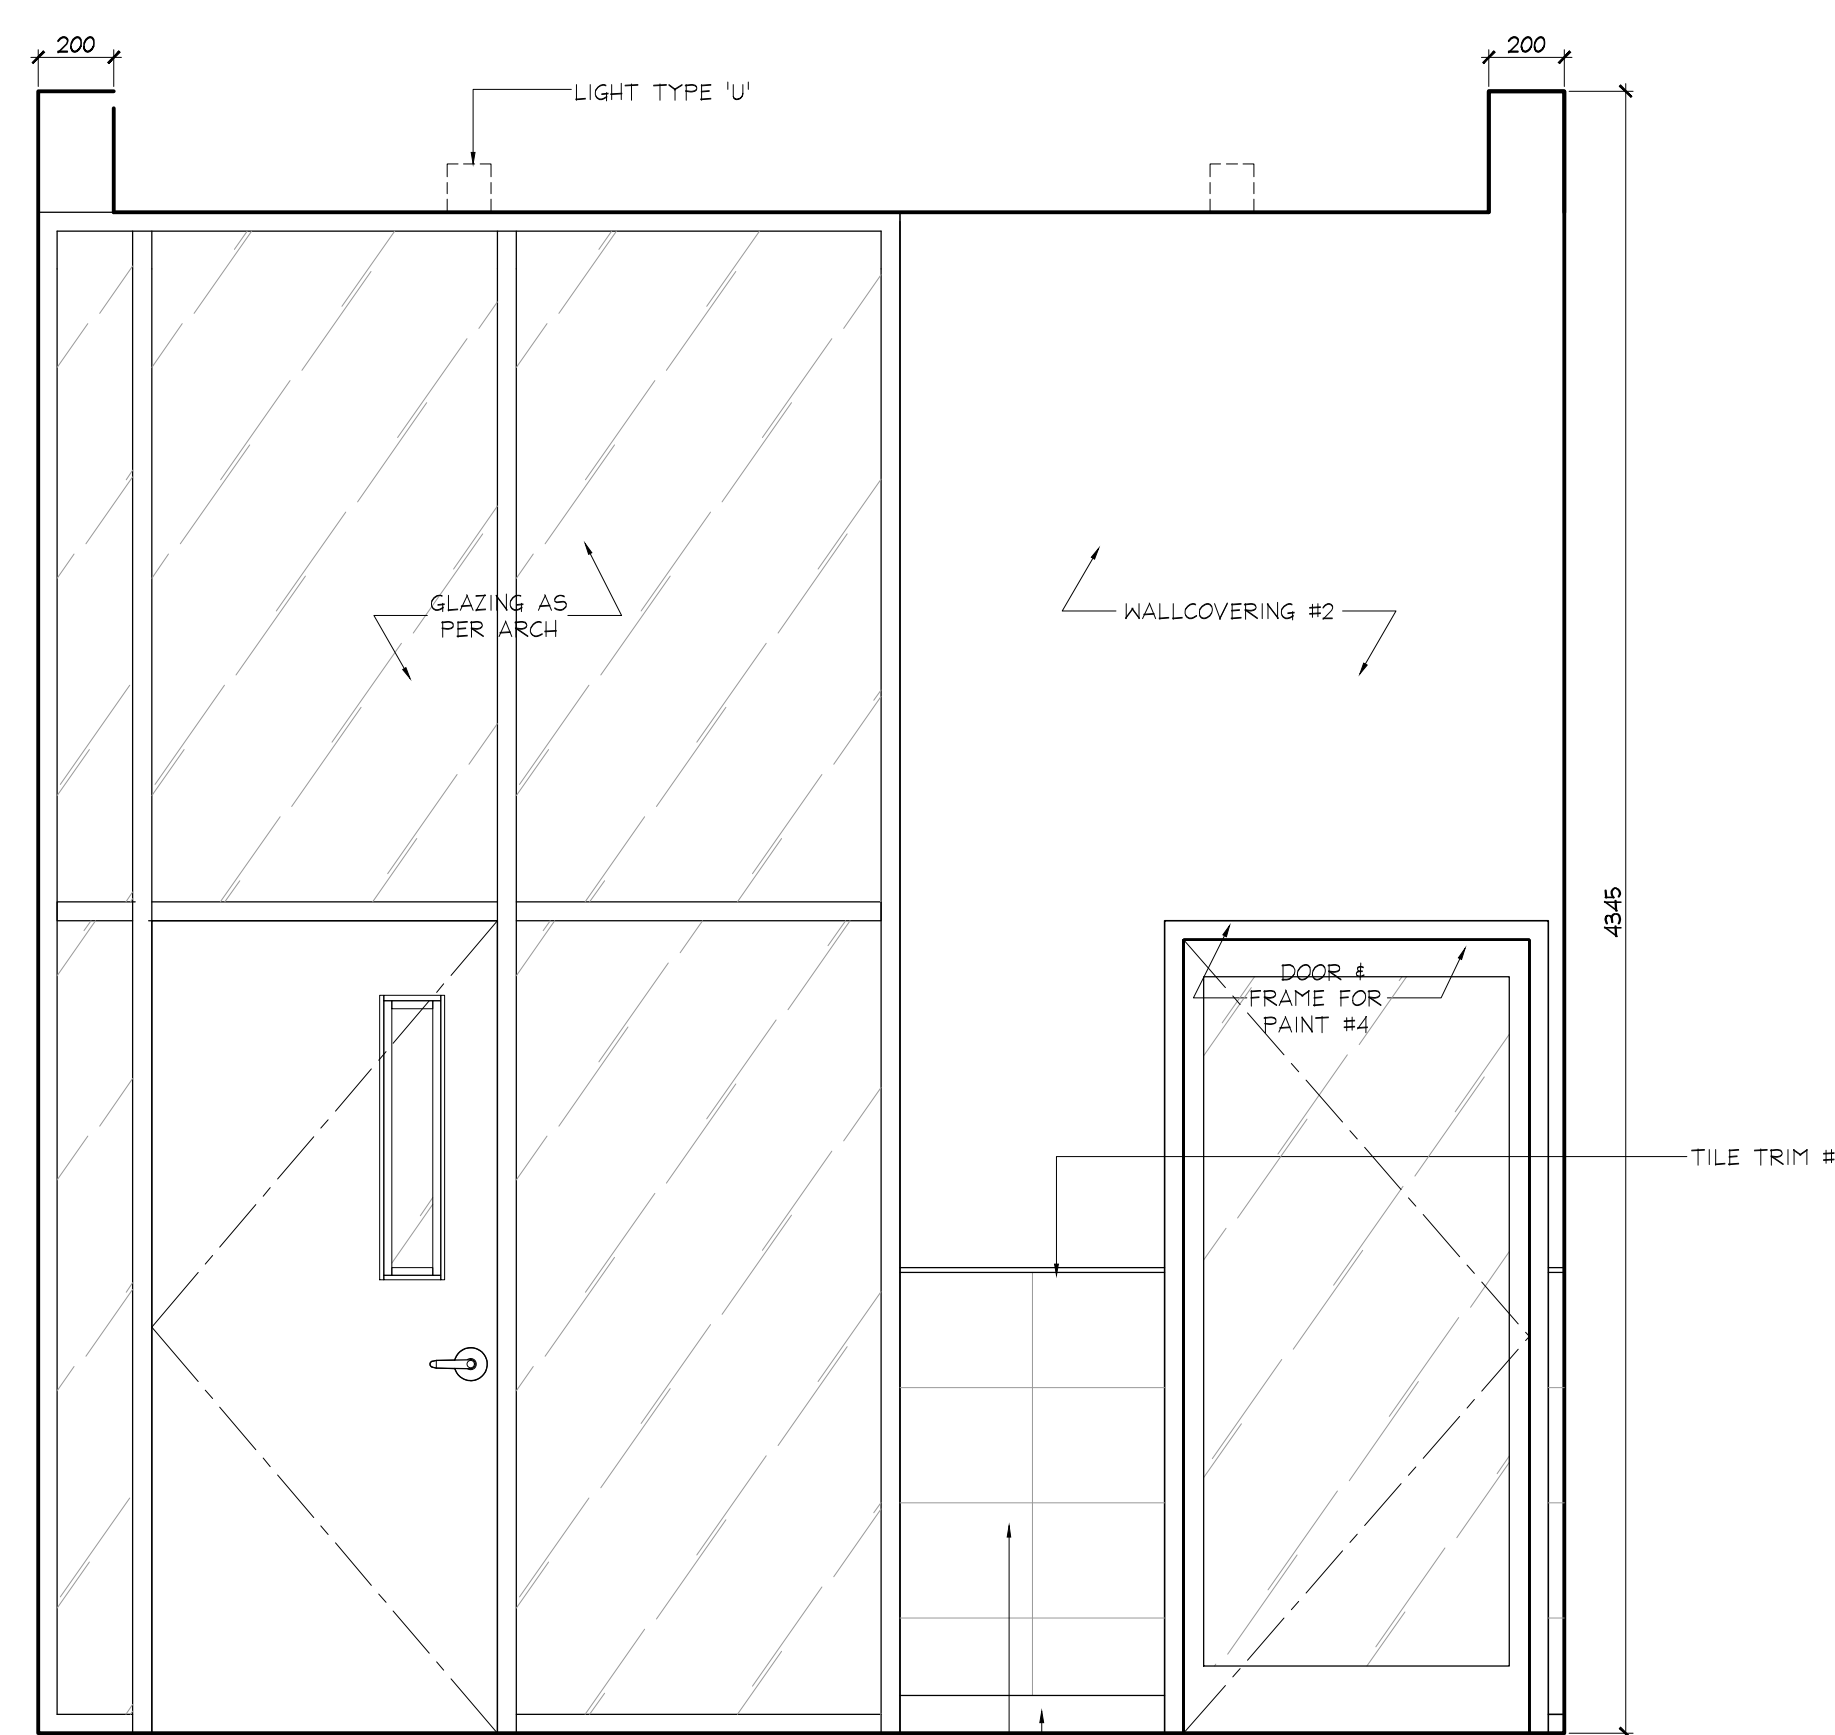 200
200
LIGHT TYPE 'U'
GLAZING AS
PER ARCH
WALLCOVERING #2
4345
DOOR &
FRAME FOR
PAINT #4
TILE TRIM #